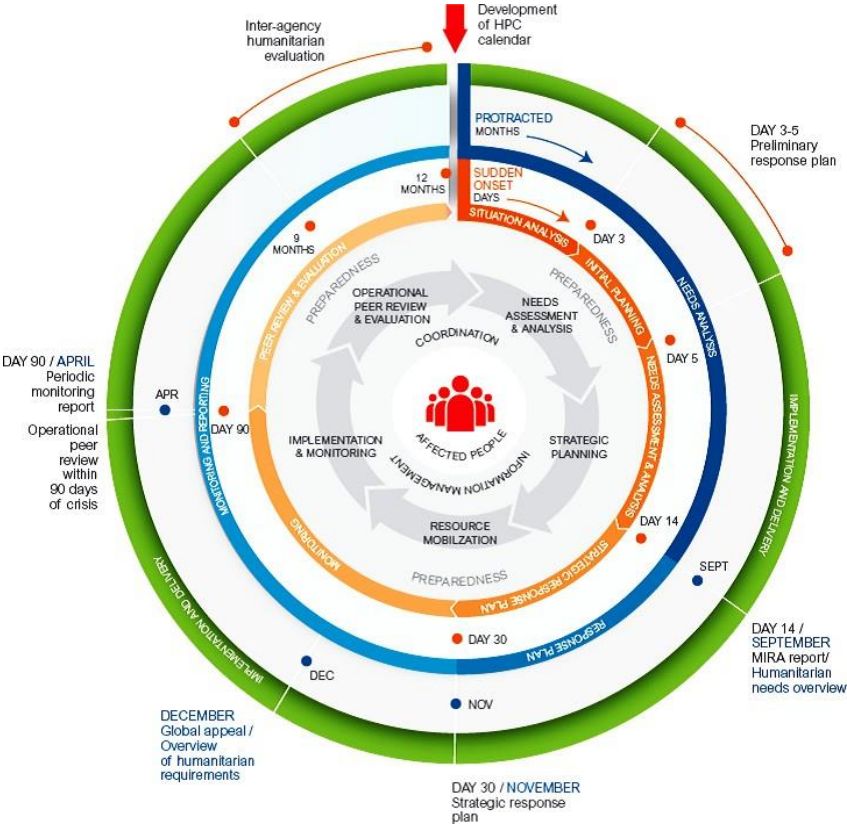 Development
of HPC
calendar
Inter-agency
humanitarian
evaluation
PROTRACTED
MONTHS
DAY 3-5
Preliminary
response plan
12
MONTHS
SUDDEN
ONSET
DAYS
SITUATION ANALYSIS
DAY 3
9
MONTHS
PEER REVIEW & EVALUATION
PREPAREDNESS
PREPAREDNESS
INITIAL PLANNING
NEEDS ANALYSIS
OPERATIONAL
PEER REVIEW
& EVALUATION
NEEDS
ASSESSMENT
& ANALYSIS
COORDINATION
DAY 5
DAY 90 / APRIL
Periodic
monitoring
report
APR
DAY 90
MONITORING AND REPORTING
Operational
peer
review
within
90 days
of crisis
IMPLEMENTATION
& MONITORING
AFFECTED PEOPLE
INFORMATION MANAGEMENT
STRATEGIC
PLANNING
NEEDS ASSESSMENT & ANALYSIS
IMPLEMENTATION AND DELIVERY
RESOURCE
MOBILZATION
DAY 14
MONITORING
PREPAREDNESS
STRATEGIC RESPONSE PLAN
SEPT
IMPLEMENTATION AND DELIVERY
DAY 30
RESPONSE PLAN
DAY 14 /
SEPTEMBER
MIRA report/
Humanitarian
needs overview
DEC
NOV
DECEMBER
Global appeal /
Overview
of humanitarian
requirements
DAY 30 / NOVEMBER
Strategic response
plan